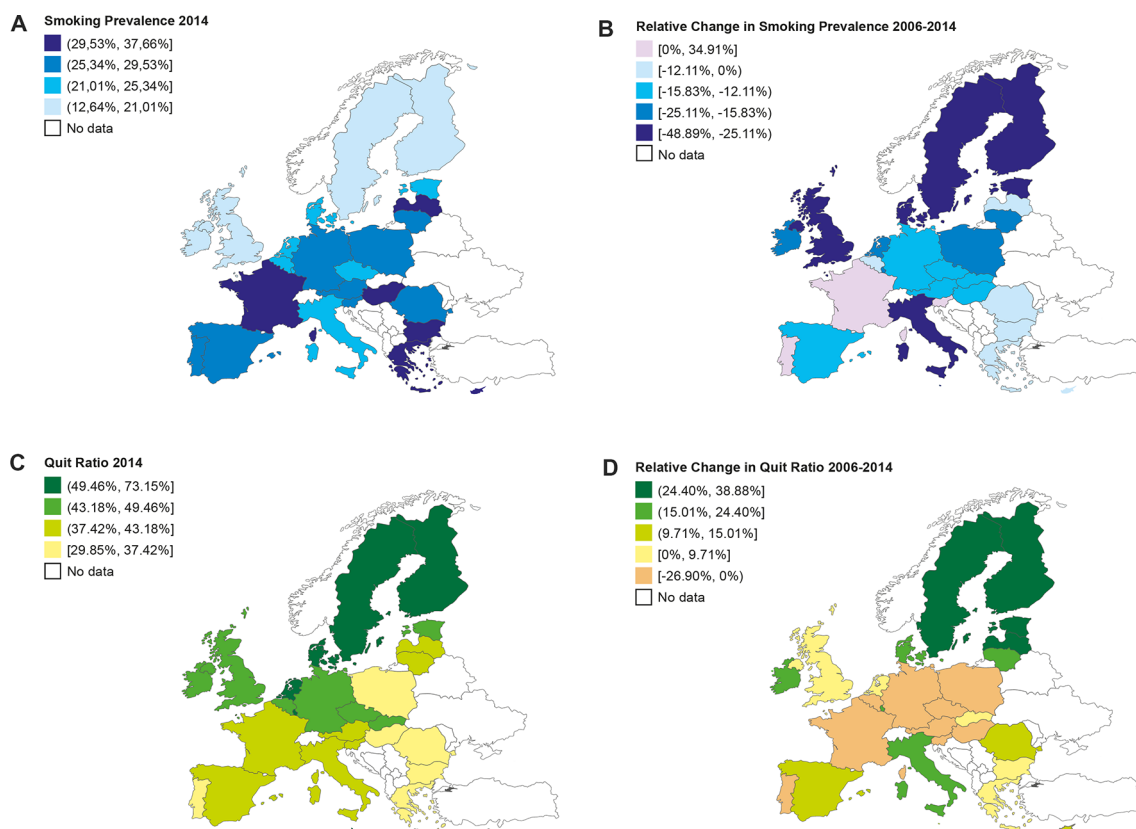 A
Smoking Prevalence 2014
(29,53%, 37,66%]
(25,34%, 29,53%]
(21,01%, 25,34%]
(12,64%, 21,01%]
No data
B
Relative Change in Smoking Prevalence 2006-2014
[0%, 34.91%]
[-12.11%, 0%)
[-15.83%, -12.11%)
[-25.11%, -15.83%)
[-48.89%, -25.11%)
No data
C
Quit Ratio 2014
(49.46%, 73.15%]
(43.18%, 49.46%]
(37.42%, 43.18%]
[29.85%, 37.42%]
No data
D
Relative Change in Quit Ratio 2006-2014
(24.40%, 38.88%]
(15.01%, 24.40%]
(9.71%, 15.01%]
[0%, 9.71%]
[-26.90%, 0%)
No data